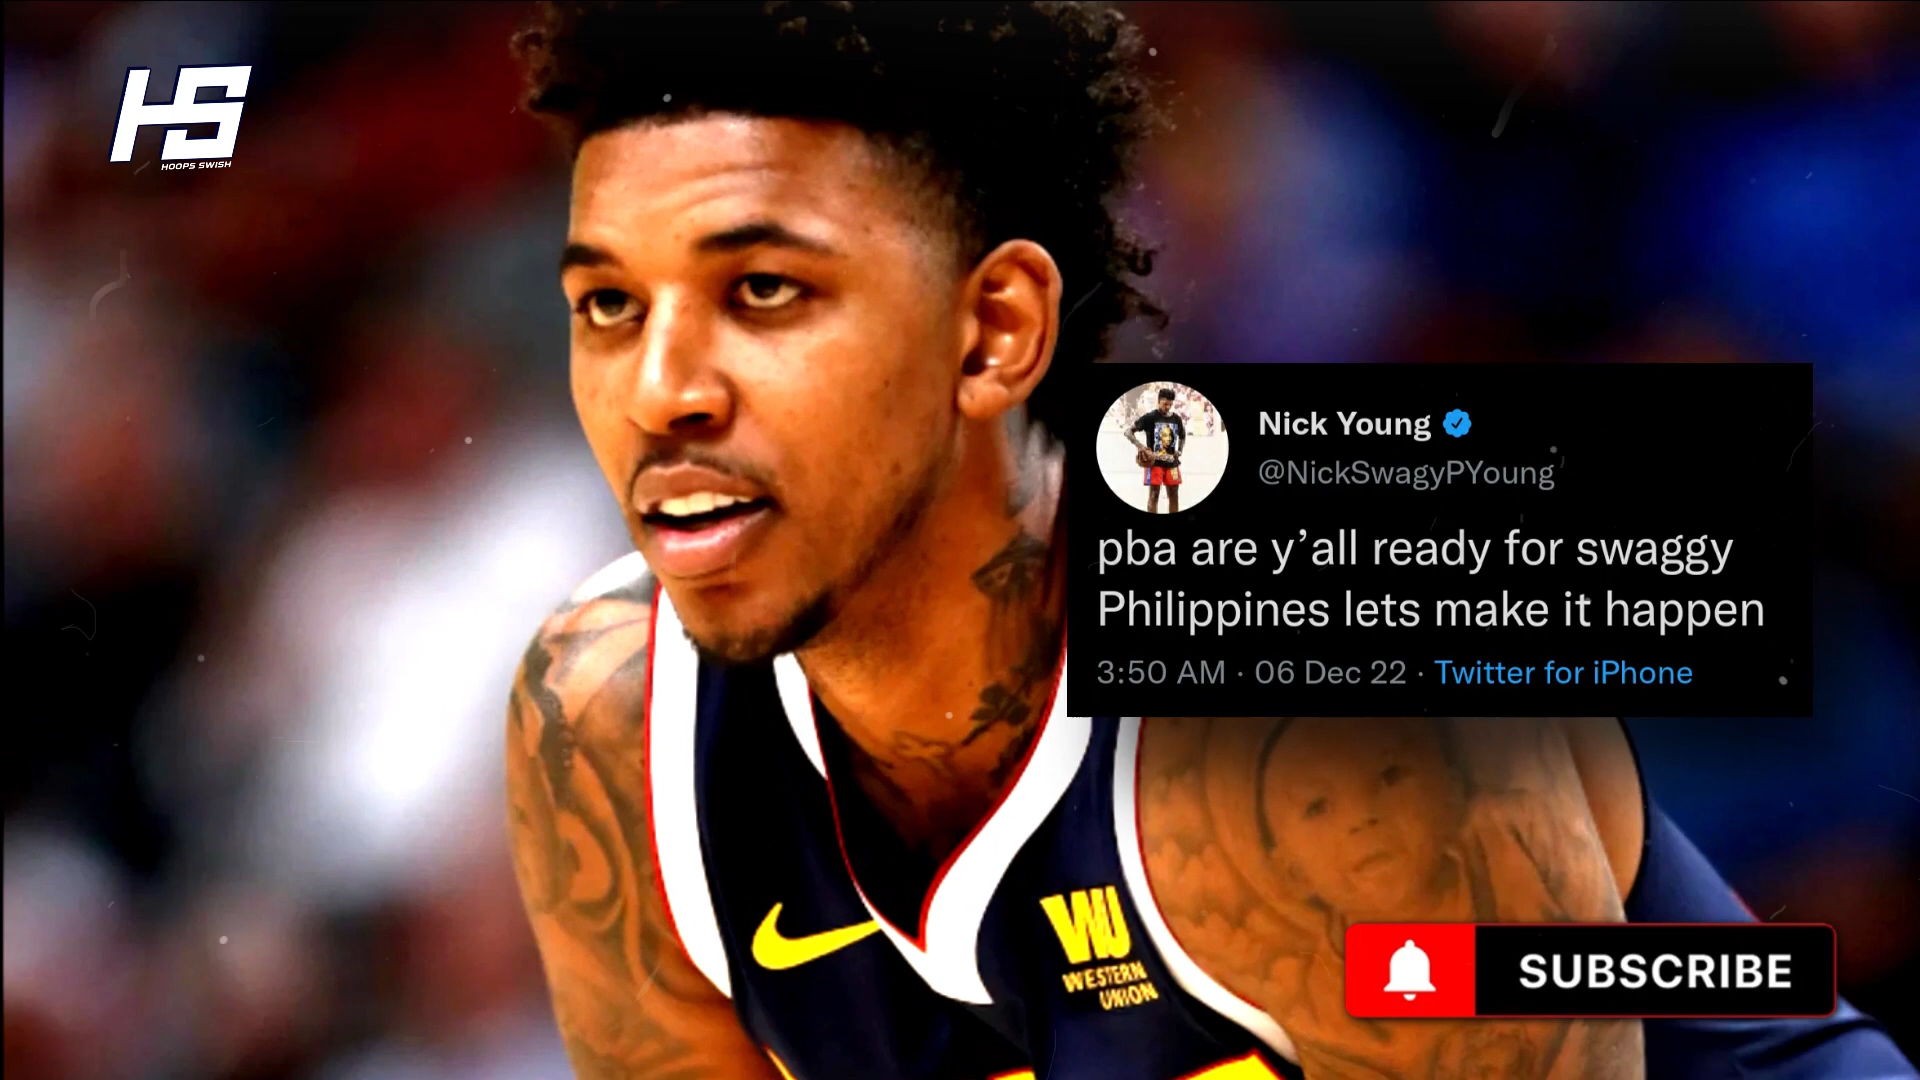 HS
HOOPS SWISH
Nick Young
@NickSwagyPYoung
pba are y’all ready for swaggy
Philippines lets make it happen
3:50 AM · 06 Dec 22 · Twitter for iPhone
WU
WESTERN
UNION
SUBSCRIBE